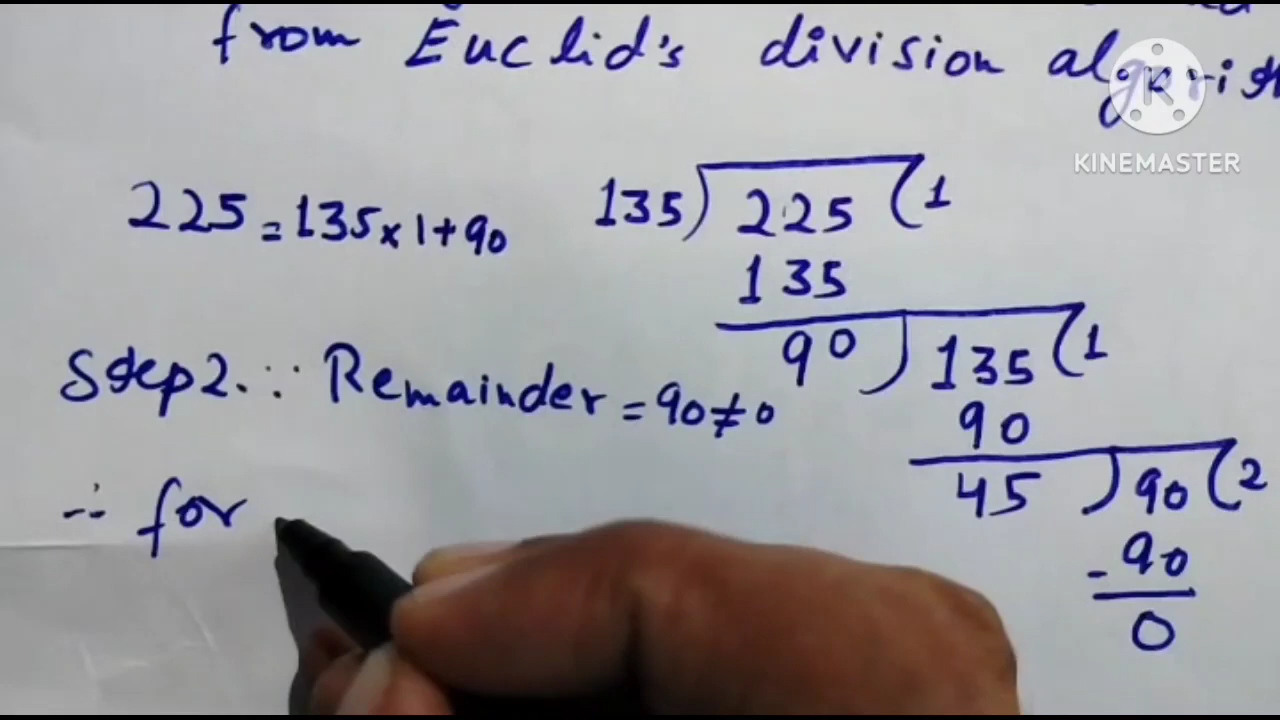 from Euclid's division
KINEMASTER
225 = 135 x 1 + 90
135) 225 (1
135
90) 135 (1
90
45) 90 (2
- 90
0
Step 2. ∵ Remainder = 90 ≠ 0
∴ for